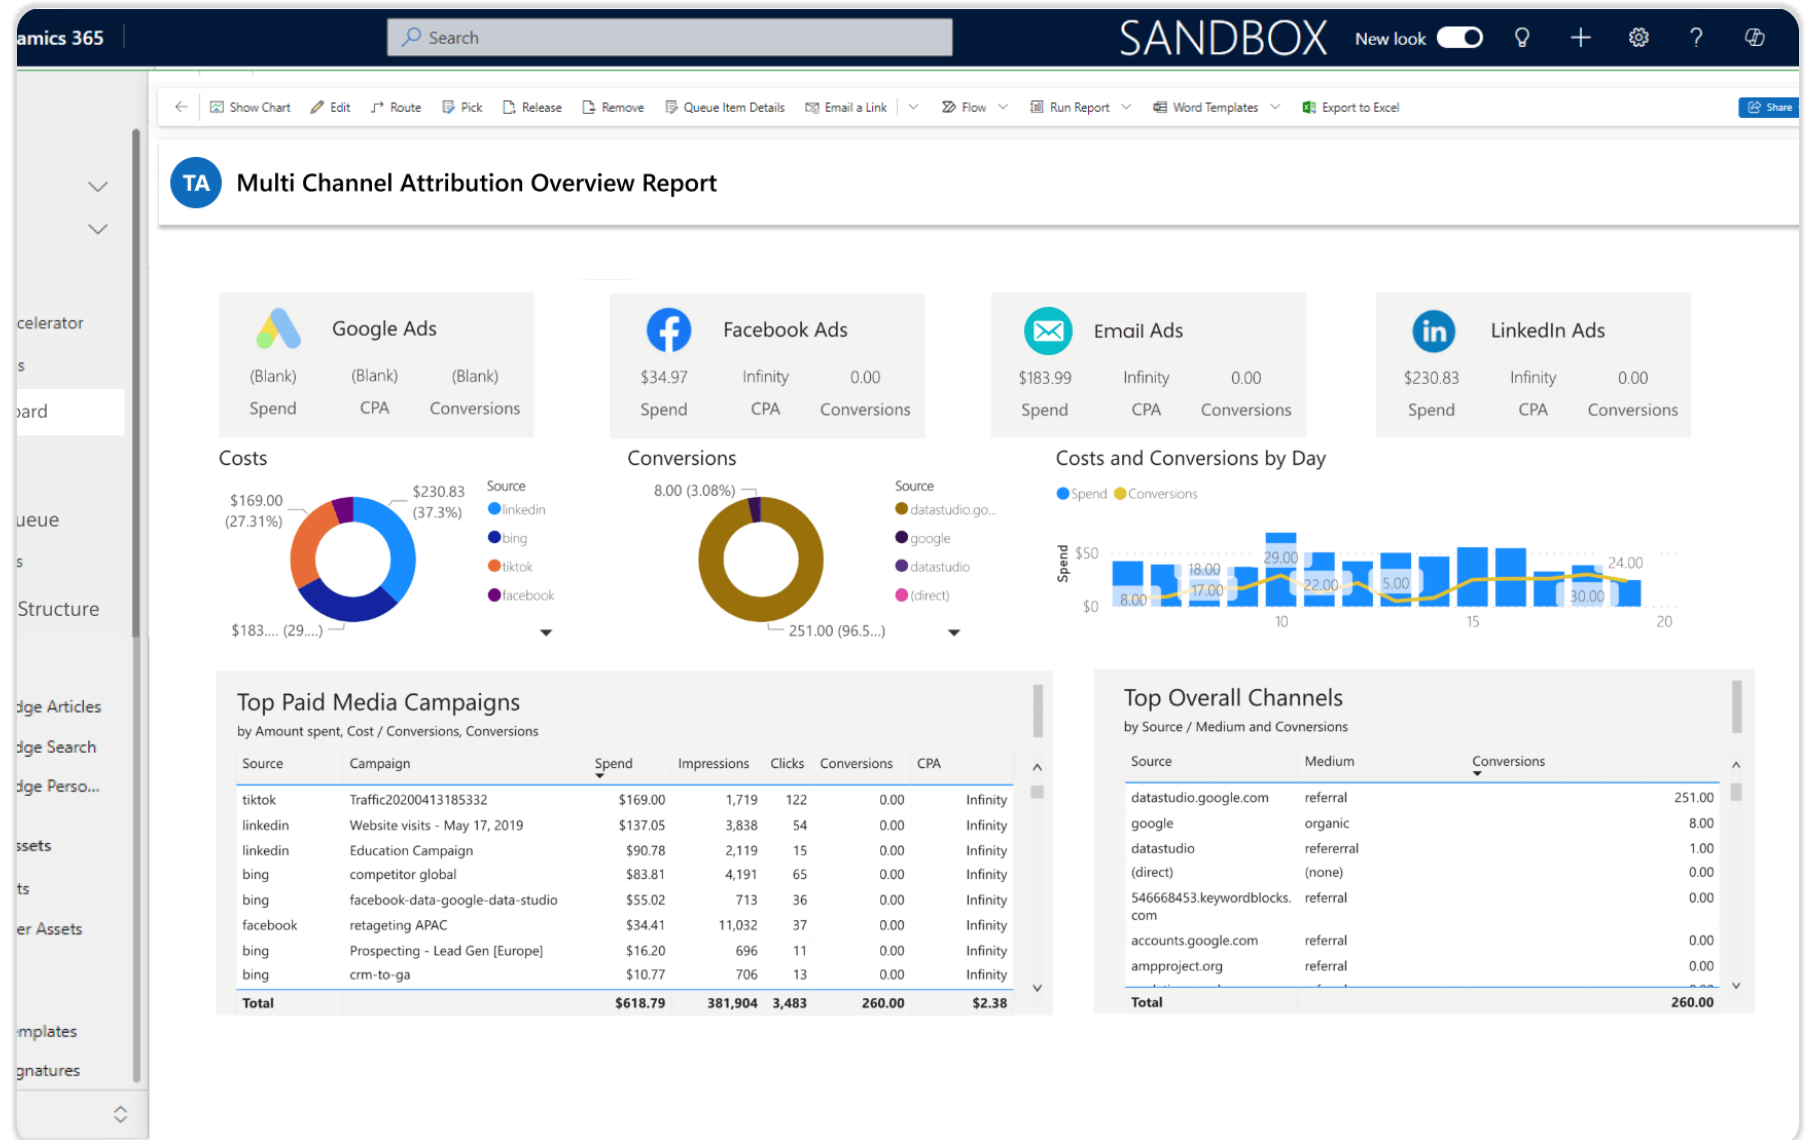 amics 365
Search
SANDBOX
New look
Show Chart Edit Route Pick Release Remove Queue Item Details Email a Link Flow Run Report Word Templates Export to Excel Share
TA Multi Channel Attribution Overview Report
celerator
s
oard
ueue
s
Structure
dge Articles
dge Search
dge Perso...
ssets
ts
er Assets
mplates
gnatures
Google Ads
(Blank) (Blank) (Blank)
Spend CPA Conversions
Facebook Ads
$34.97 Infinity 0.00
Spend CPA Conversions
Email Ads
$183.99 Infinity 0.00
Spend CPA Conversions
LinkedIn Ads
$230.83 Infinity 0.00
Spend CPA Conversions
Costs
$169.00
(27.31%)
$230.83
(37.3%)
$183.... (29....)
Source
linkedin
bing
tiktok
facebook
Conversions
8.00 (3.08%)
251.00 (96.5...)
Source
datastudio.go...
google
datastudio
(direct)
Costs and Conversions by Day
Spend Conversions
Spend
$50
$0
8.00 18.00 17.00 29.00 22.00 5.00 30.00 24.00
10 15 20
Top Paid Media Campaigns
by Amount spent, Cost / Conversions, Conversions
Source Campaign Spend Impressions Clicks Conversions CPA
tiktok Traffic20200413185332 $169.00 1,719 122 0.00 Infinity
linkedin Website visits - May 17, 2019 $137.05 3,838 54 0.00 Infinity
linkedin Education Campaign $90.78 2,119 15 0.00 Infinity
bing competitor global $83.81 4,191 65 0.00 Infinity
bing facebook-data-google-data-studio $55.02 713 36 0.00 Infinity
facebook retageting APAC $34.41 11,032 37 0.00 Infinity
bing Prospecting - Lead Gen [Europe] $16.20 696 11 0.00 Infinity
bing crm-to-ga $10.77 706 13 0.00 Infinity
Total $618.79 381,904 3,483 260.00 $2.38
Top Overall Channels
by Source / Medium and Covnersions
Source Medium Conversions
datastudio.google.com referral 251.00
google organic 8.00
datastudio refererral 1.00
(direct) (none) 0.00
546668453.keywordblocks. referral 0.00
com
accounts.google.com referral 0.00
ampproject.org referral 0.00
Total 260.00